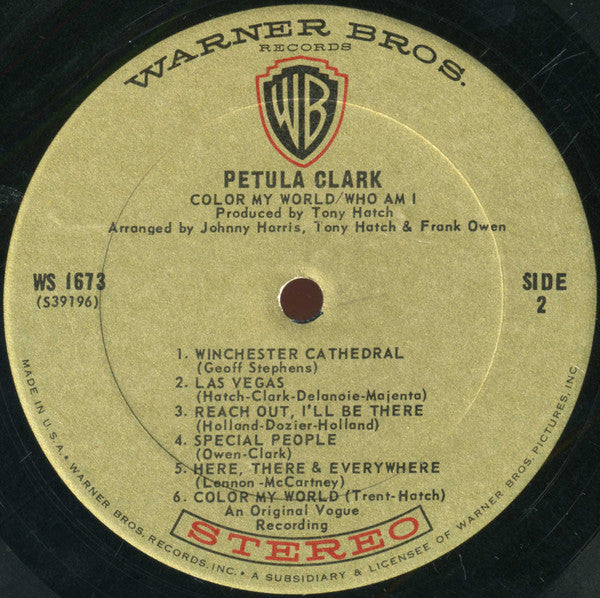 WARNER BROS.
RECORDS
WB
PETULA CLARK
COLOR MY WORLD/WHO AM I
Produced by Tony Hatch
Arranged by Johnny Harris, Tony Hatch & Frank Owen
WS 1673
(S39196)
SIDE
2
1. WINCHESTER CATHEDRAL
(Geoff Stephens)
2. LAS VEGAS
(Hatch-Clark-Delanoie-Majenta)
3. REACH OUT, I'LL BE THERE
(Holland-Dozier-Holland)
4. SPECIAL PEOPLE
(Owen-Clark)
5. HERE, THERE & EVERYWHERE
(Lennon-McCartney)
6. COLOR MY WORLD (Trent-Hatch)
An Original Vogue
Recording
STEREO
MADE IN U.S.A. • WARNER BROS. RECORDS, INC. • A SUBSIDIARY & LICENSEE OF WARNER BROS. PICTURES, INC.